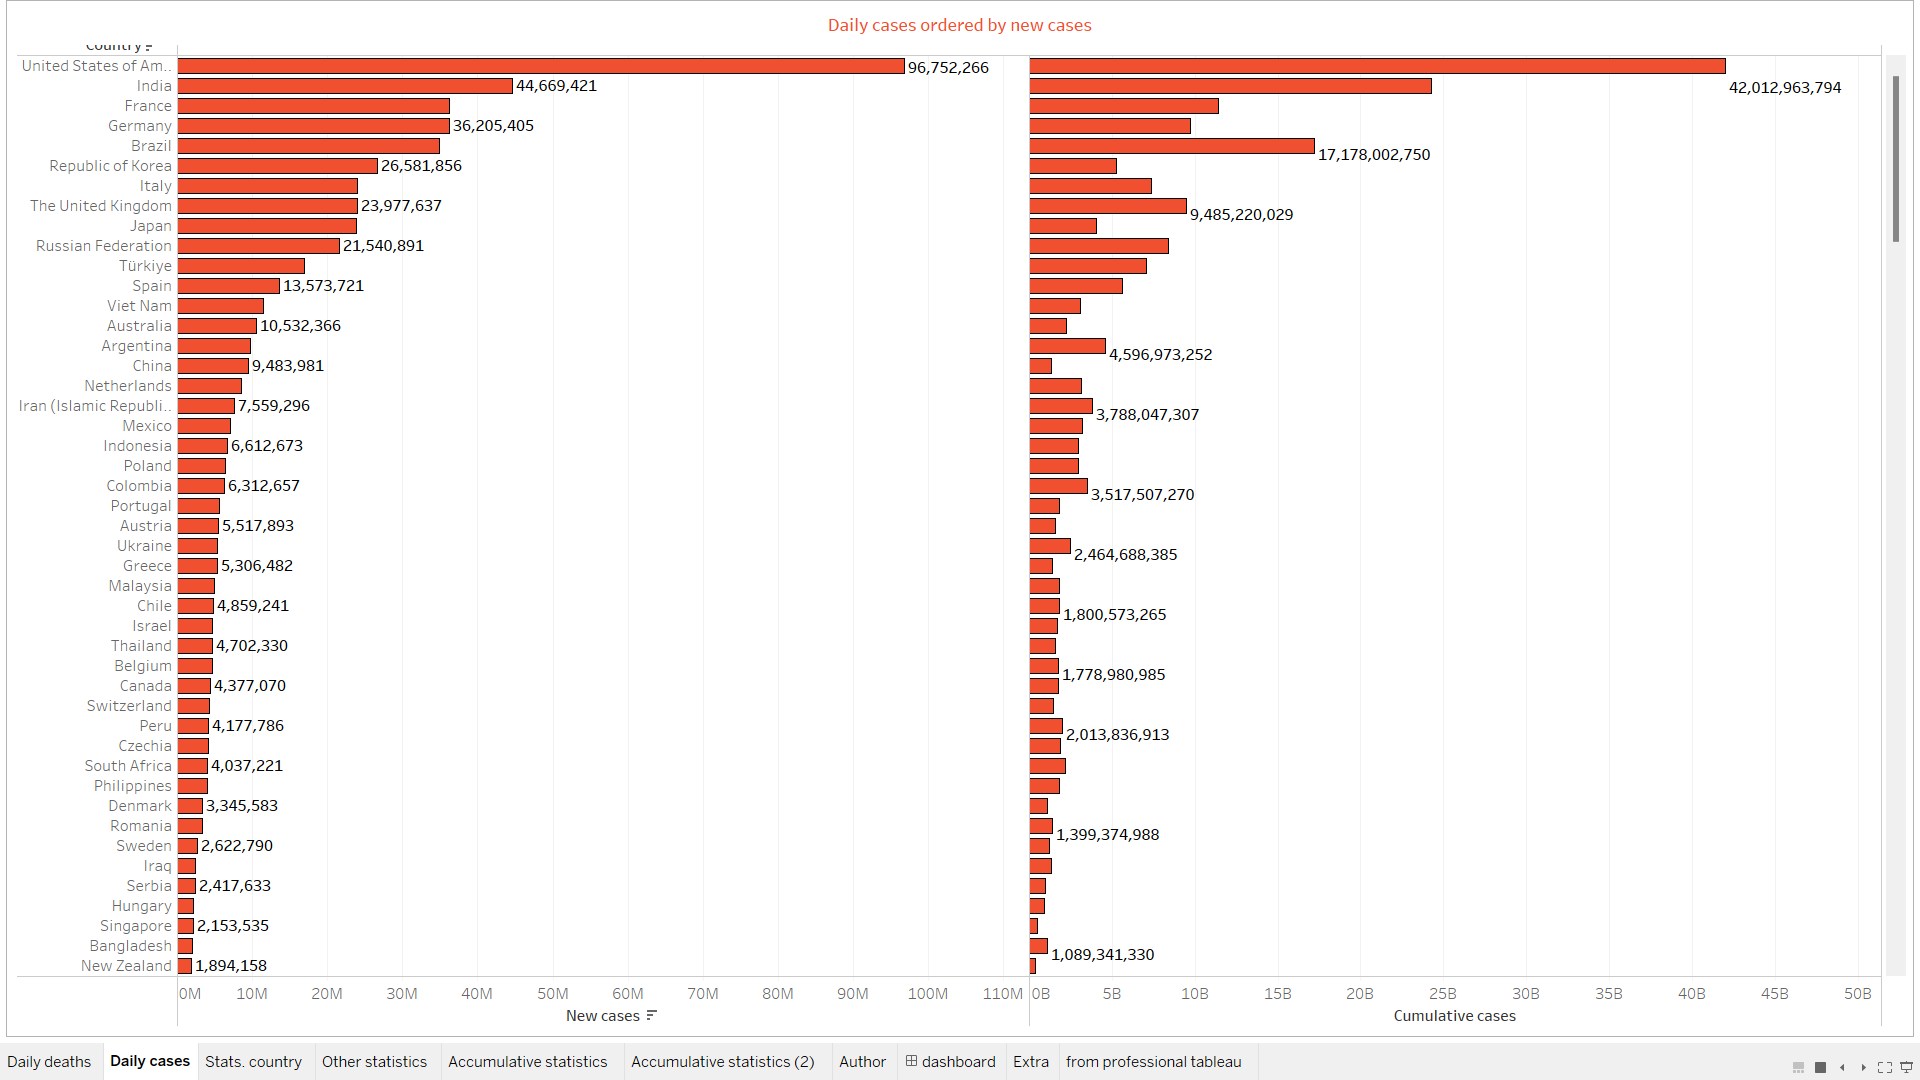 Daily cases ordered by new cases
Country
United States of Am.. 96,752,266
India 44,669,421 42,012,963,794
France
Germany 36,205,405
Brazil 17,178,002,750
Republic of Korea 26,581,856
Italy
The United Kingdom 23,977,637 9,485,220,029
Japan
Russian Federation 21,540,891
Türkiye
Spain 13,573,721
Viet Nam
Australia 10,532,366
Argentina 4,596,973,252
China 9,483,981
Netherlands
Iran (Islamic Republi.. 7,559,296 3,788,047,307
Mexico
Indonesia 6,612,673
Poland
Colombia 6,312,657 3,517,507,270
Portugal
Austria 5,517,893
Ukraine 2,464,688,385
Greece 5,306,482
Malaysia
Chile 4,859,241 1,800,573,265
Israel
Thailand 4,702,330
Belgium 1,778,980,985
Canada 4,377,070
Switzerland
Peru 4,177,786 2,013,836,913
Czechia
South Africa 4,037,221
Philippines
Denmark 3,345,583
Romania 1,399,374,988
Sweden 2,622,790
Iraq
Serbia 2,417,633
Hungary
Singapore 2,153,535
Bangladesh 1,089,341,330
New Zealand 1,894,158
0M 10M 20M 30M 40M 50M 60M 70M 80M 90M 100M 110M 0B 5B 10B 15B 20B 25B 30B 35B 40B 45B 50B
New cases Cumulative cases
Daily deaths Daily cases Stats. country Other statistics Accumulative statistics Accumulative statistics (2) Author dashboard Extra from professional tableau